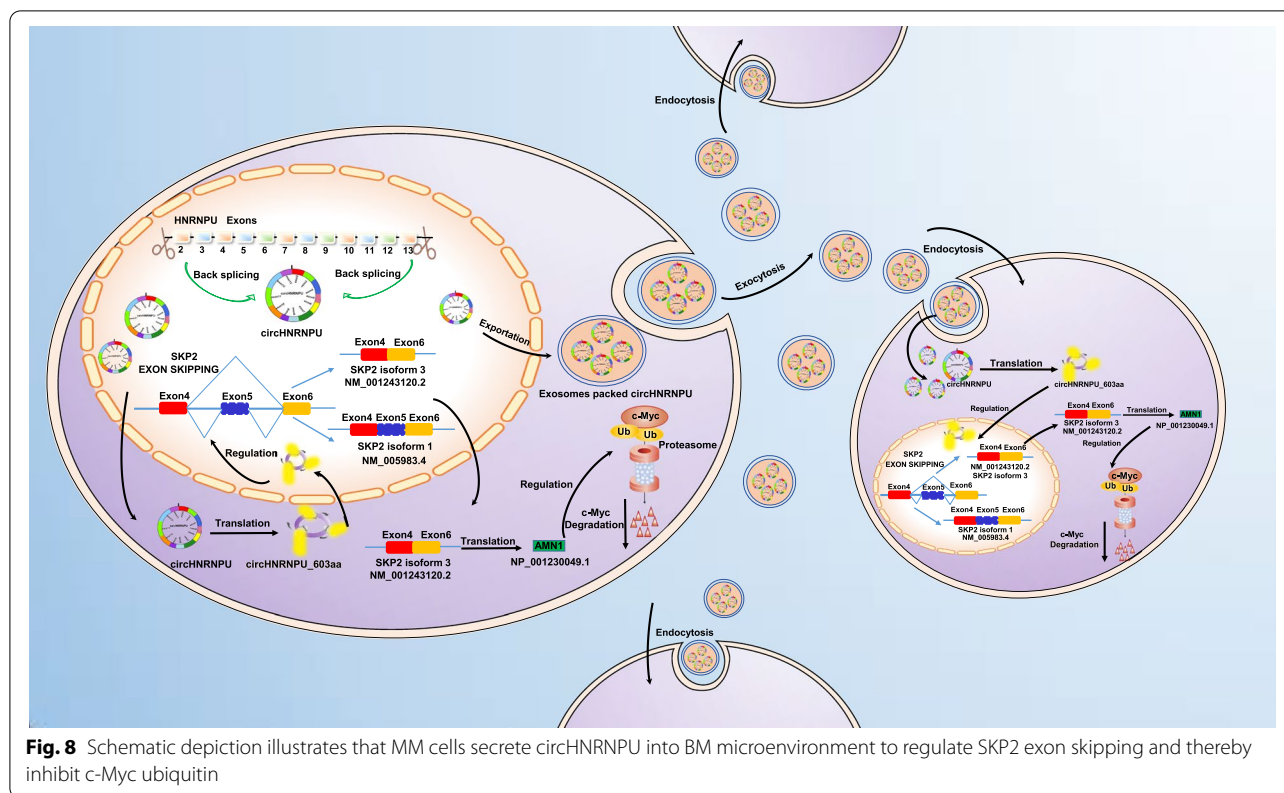 Endocytosis
HNRNPU Exons
2 3 4 5 6 7 8 9 10 11 12 13
Back splicing
Back splicing
circHNRNPU
Exportation
SKP2
EXON SKIPPING
Exon4
Exon5
Exon6
Exon4 Exon6
SKP2 isoform 3
NM_001243120.2
Exon4 Exon5 Exon6
SKP2 isoform 1
NM_005983.4
Regulation
Exosomes packed circHNRNPU
Exocytosis
circHNRNPU
Translation
circHNRNPU_603aa
Exon4 Exon6
SKP2 isoform 3
NM_001243120.2
Translation
AMN1
NP_001230049.1
Regulation
c-Myc
Ub Ub
Proteasome
c-Myc
Degradation
Endocytosis
circHNRNPU
Translation
circHNRNPU_603aa
Regulation
SKP2
EXON SKIPPING
Exon4
Exon5
Exon6
Exon4 Exon6
NM_001243120.2
SKP2 isoform 3
Exon4 Exon5 Exon6
SKP2 isoform 1
NM_005983.4
Exon4 Exon6
SKP2 isoform 3
NM_001243120.2
Translation
AMN1
NP_001230049.1
Regulation
c-Myc
Ub Ub
c-Myc
Degradation
Endocytosis
Fig. 8 Schematic depiction illustrates that MM cells secrete circHNRNPU into BM microenvironment to regulate SKP2 exon skipping and thereby
inhibit c-Myc ubiquitin